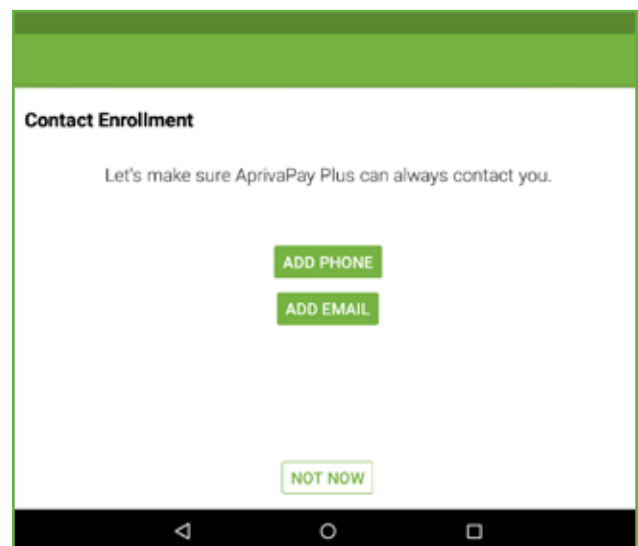 Contact Enrollment
Let's make sure AprivaPay Plus can always contact you.
ADD PHONE
ADD EMAIL
NOT NOW